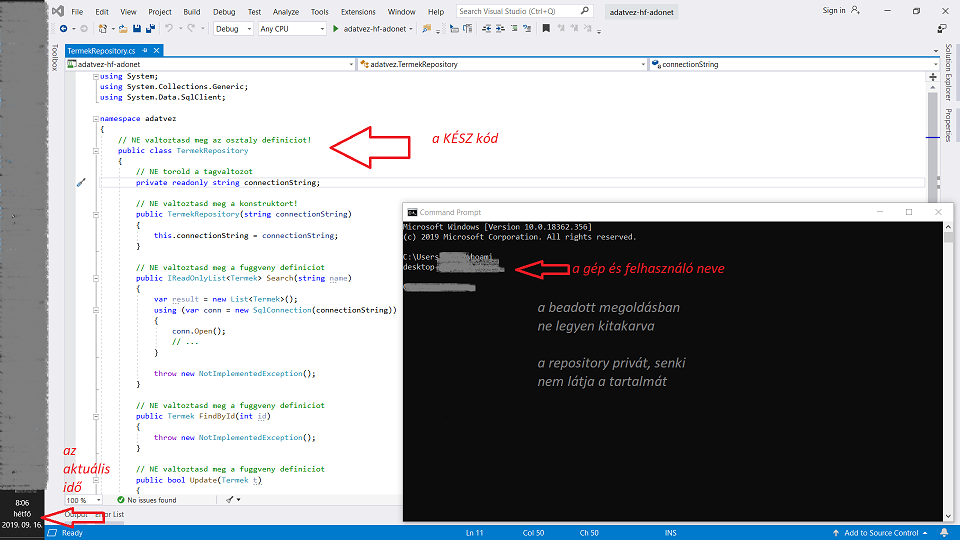 File Edit View Project Build Debug Test Analyze Tools Extensions Window Help Search Visual Studio (Ctrl+Q) adatvez-hf-adonet Sign in
Debug Any CPU adatvez-hf-adonet
Toolbox
TermekRepository.cs
adatvez-hf-adonet adatvez.TermekRepository connectionString
Solution Explorer
Properties
using System;
using System.Collections.Generic;
using System.Data.SqlClient;
namespace adatvez
{
// NE valtoztasd meg az osztaly definiciot!
public class TermekRepository
{
// NE torold a tagvaltozot
private readonly string connectionString;
// NE valtoztasd meg a konstruktort!
public TermekRepository(string connectionString)
{
this.connectionString = connectionString;
}
// NE valtoztasd meg a fuggveny definiciot
public IReadOnlyList<Termek> Search(string name)
{
var result = new List<Termek>();
using (var conn = new SqlConnection(connectionString))
{
conn.Open();
// ...
}
throw new NotImplementedException();
}
// NE valtoztasd meg a fuggveny definiciot
public Termek FindById(int id)
{
throw new NotImplementedException();
}
// NE valtoztasd meg a fuggveny definiciot
public bool Update(Termek t)
{
a KÉSZ kód
Command Prompt
Microsoft Windows [Version 10.0.18362.356]
(c) 2019 Microsoft Corporation. All rights reserved.
C:\Users
desktop-
a gép és felhasználó neve
a beadott megoldásban
ne legyen kitakarva
a repository privát, senki
nem látja a tartalmát
az
aktuális
idő
8:06
hétfő
2019. 09. 16.
100 % No issues found
Output Error List
Ready Ln 11 Col 50 Ch 50 INS Add to Source Control